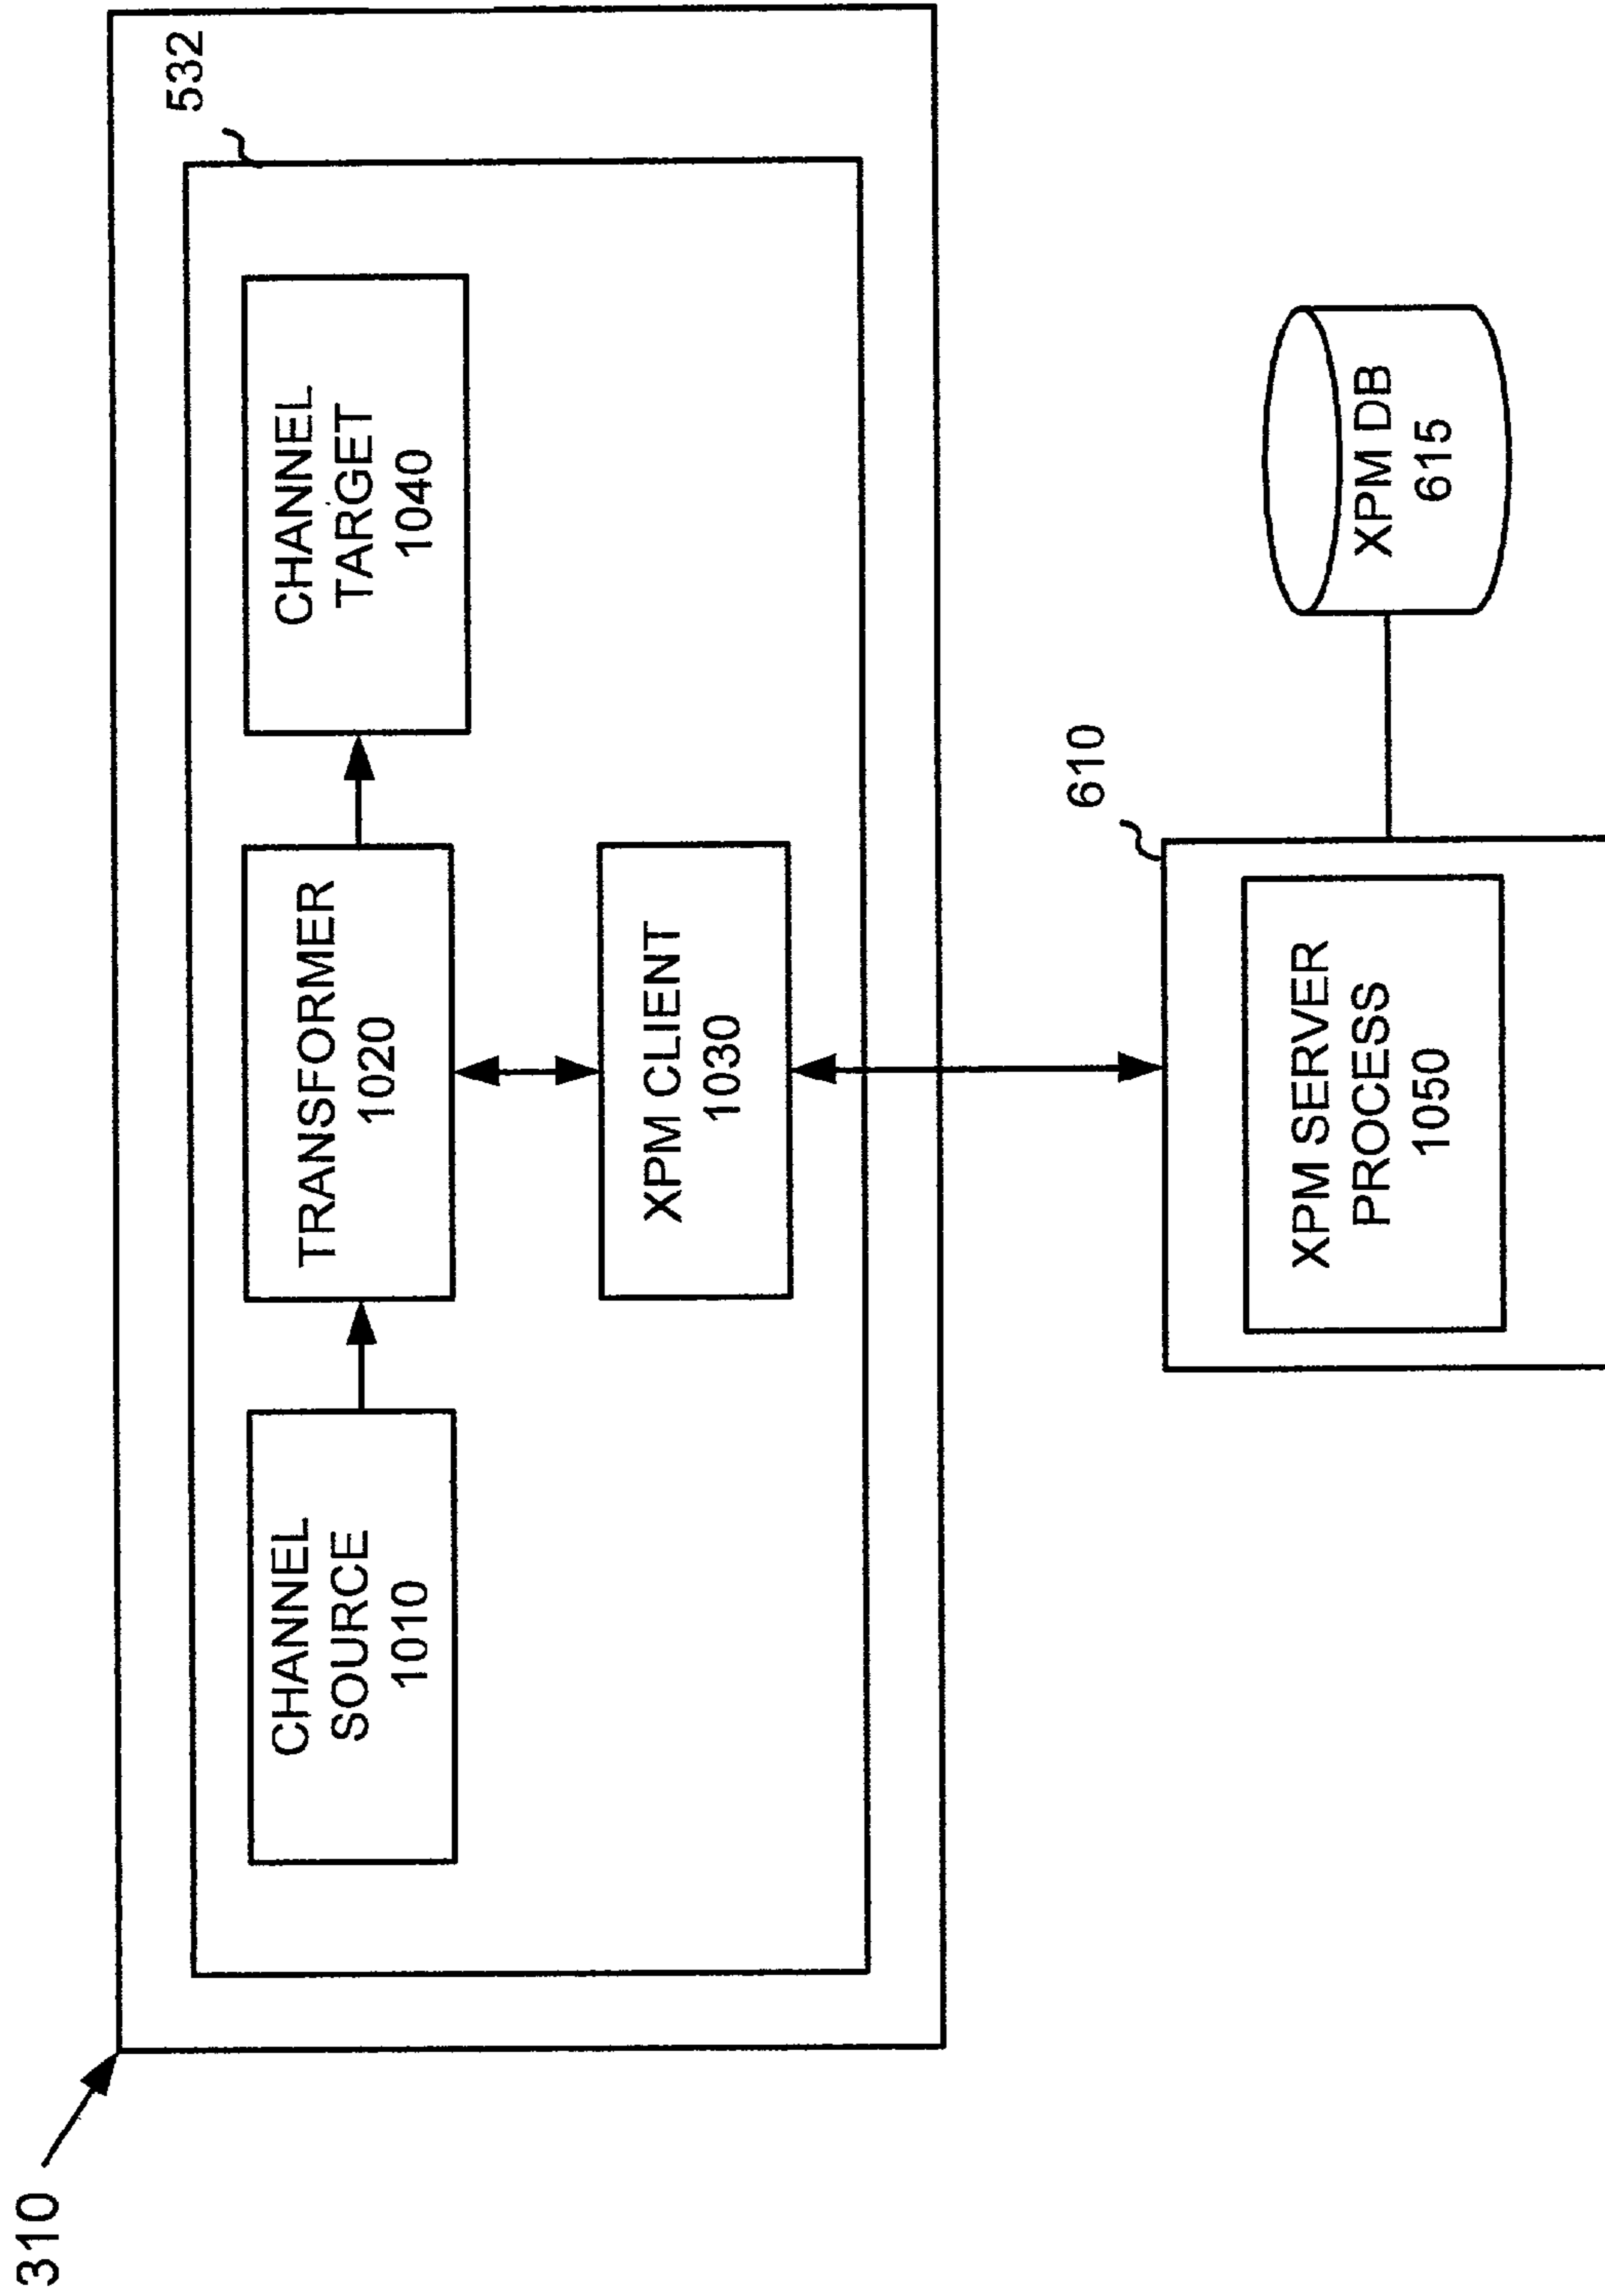 310
532
CHANNEL
SOURCE
1010
TRANSFORMER
1020
CHANNEL
TARGET
1040
XPM CLIENT
1030
610
XPM SERVER
PROCESS
1050
XPM DB
615